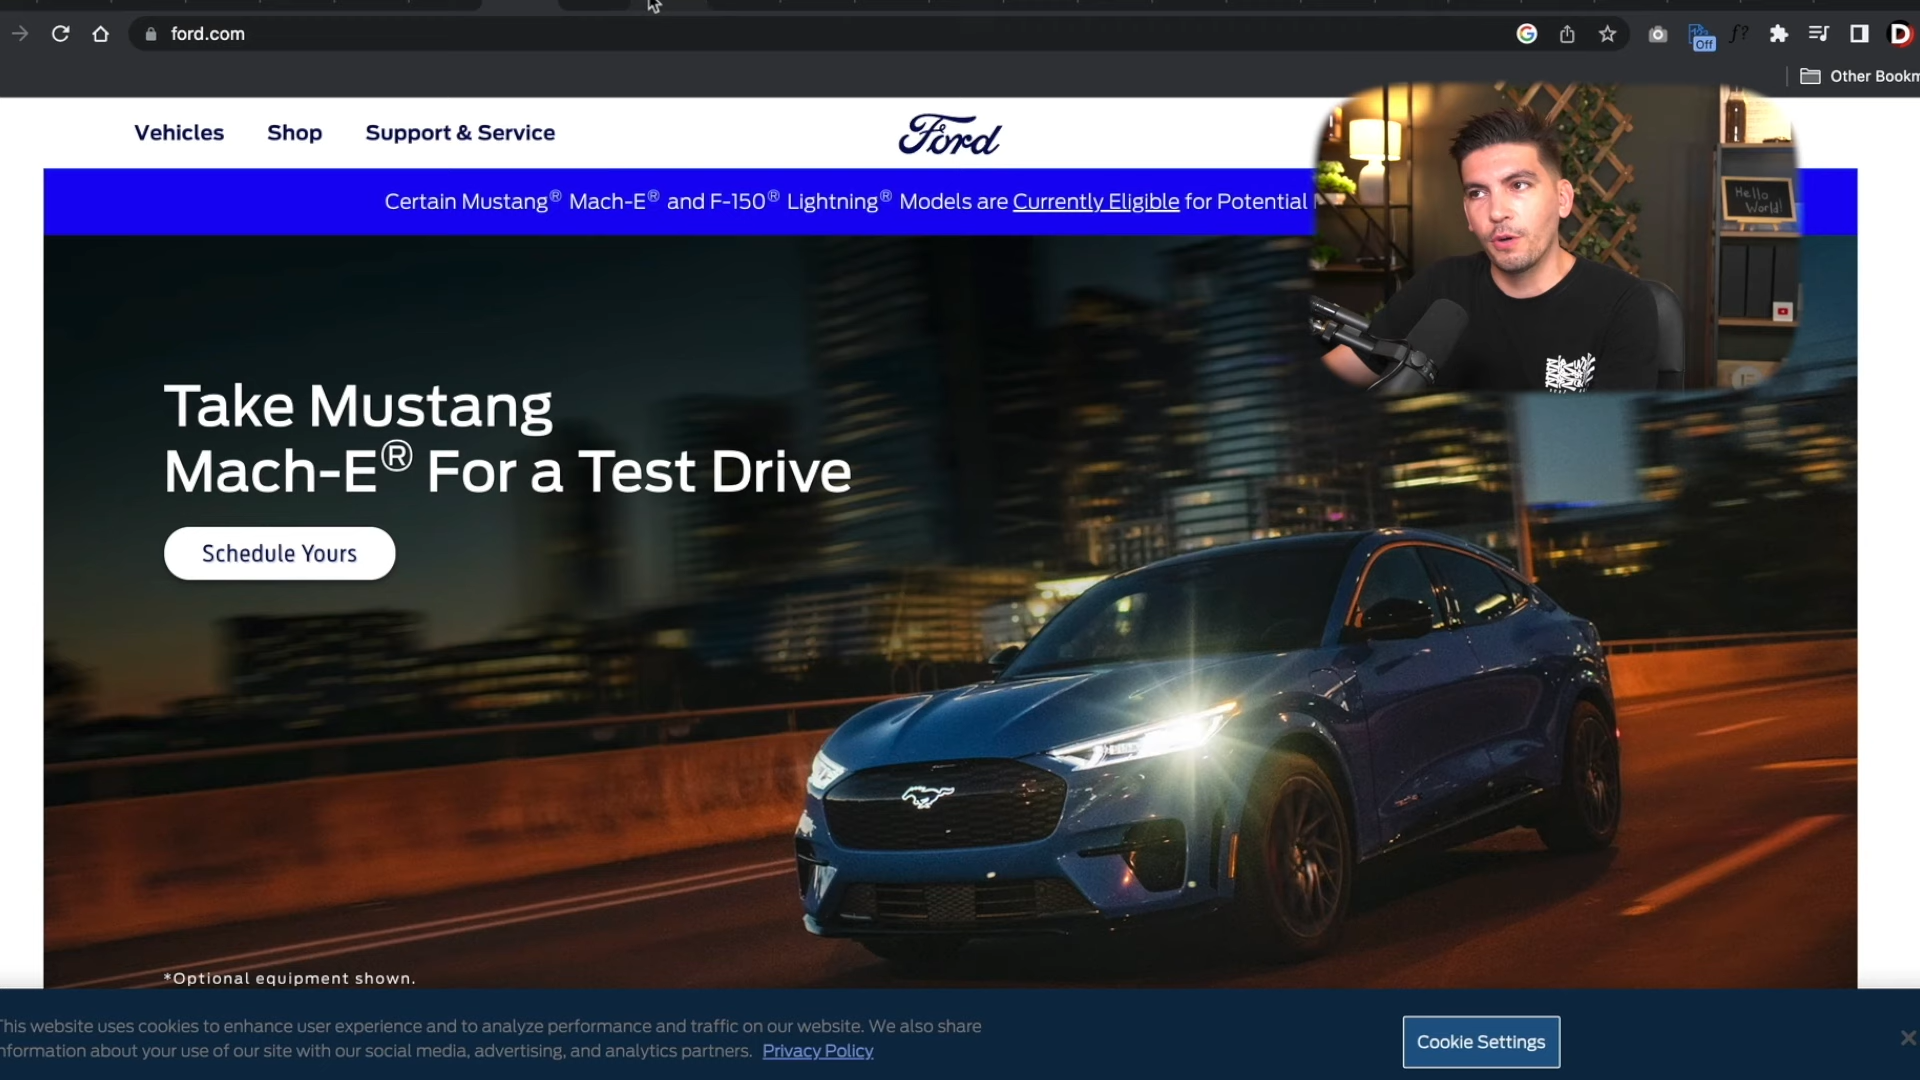 ford.com
Off
f?
D
Other Bookm
Vehicles
Shop
Support & Service
Ford
Certain Mustang® Mach-E® and F-150® Lightning® Models are Currently Eligible for Potential
Hello
World!
Take Mustang
Mach-E® For a Test Drive
Schedule Yours
*Optional equipment shown.
This website uses cookies to enhance user experience and to analyze performance and traffic on our website. We also share
nformation about your use of our site with our social media, advertising, and analytics partners. Privacy Policy
Cookie Settings